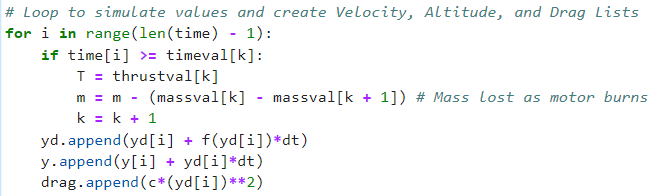 # Loop to simulate values and create Velocity, Altitude, and Drag Lists
for i in range(len(time) - 1):
    if time[i] >= timeval[k]:
        T = thrustval[k]
        m = m - (massval[k] - massval[k + 1]) # Mass lost as motor burns
        k = k + 1
    yd.append(yd[i] + f(yd[i])*dt)
    y.append(y[i] + yd[i]*dt)
    drag.append(c*(yd[i])**2)